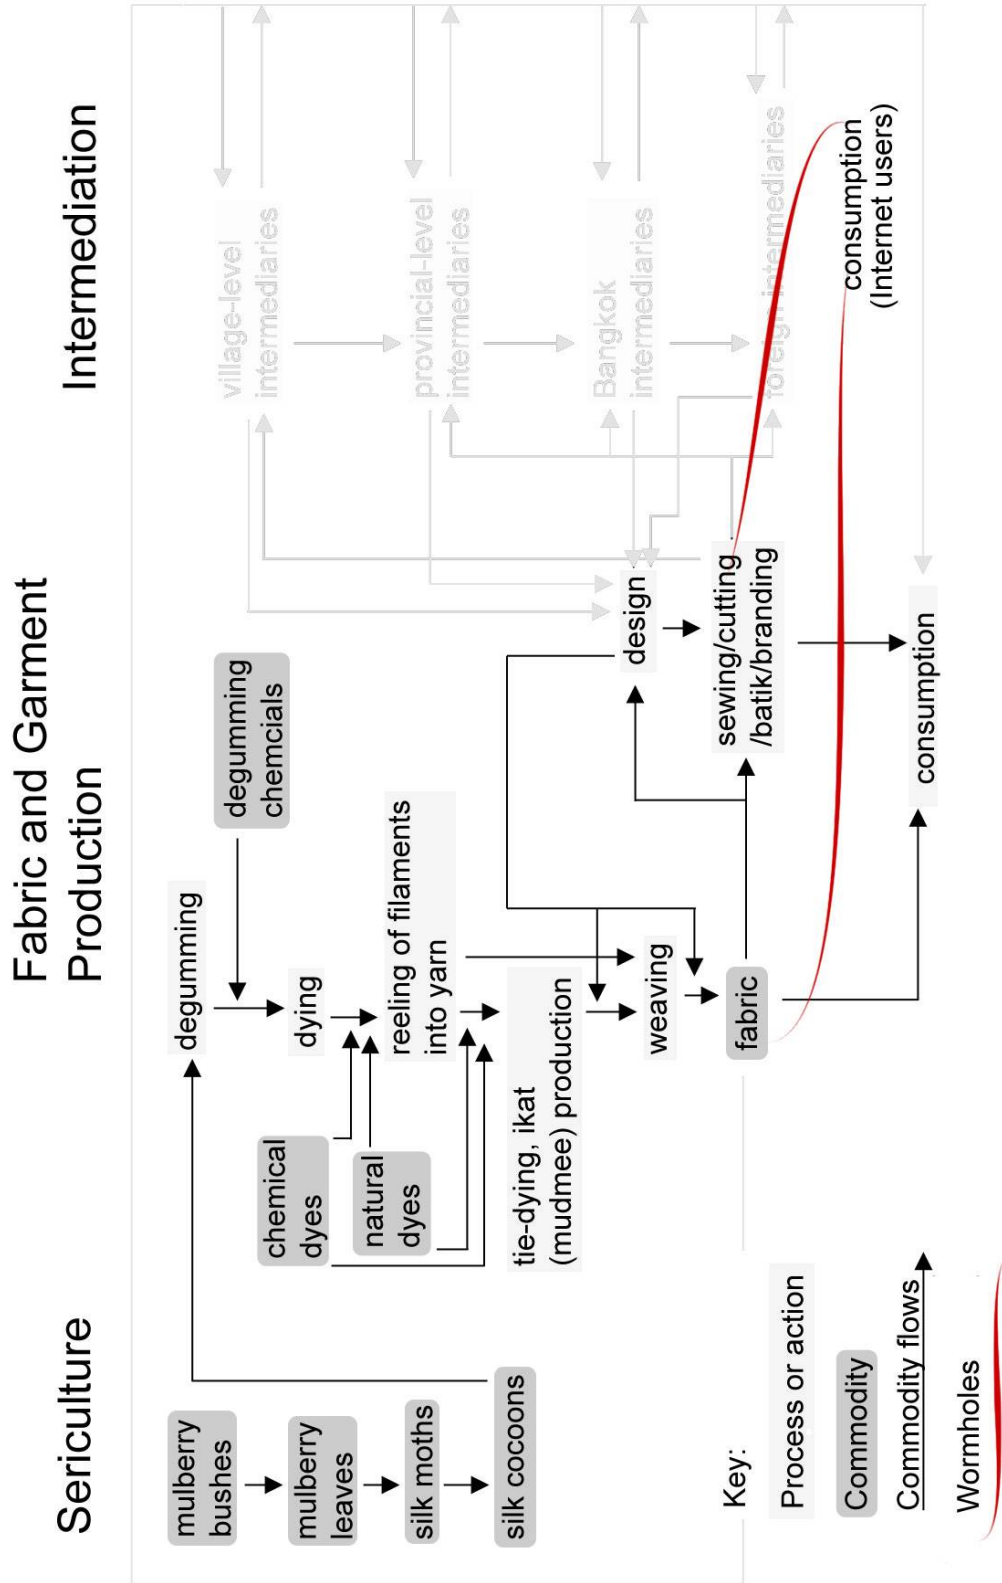 Sericulture
Fabric and Garment
Production
Intermediation
mulberry
bushes
mulberry
leaves
silk moths
silk cocoons
degumming
degumming
chemcials
dying
chemical
dyes
natural
dyes
reeling of filaments
into yarn
tie-dying, ikat
(mudmee) production
weaving
fabric
design
sewing/cutting
/batik/branding
consumption
village-level
intermediaries
provincial-level
intermediaries
Bangkok
intermediaries
foreign intermediaries
consumption
(Internet users)
Key:
Process or action
Commodity
Commodity flows
Wormholes